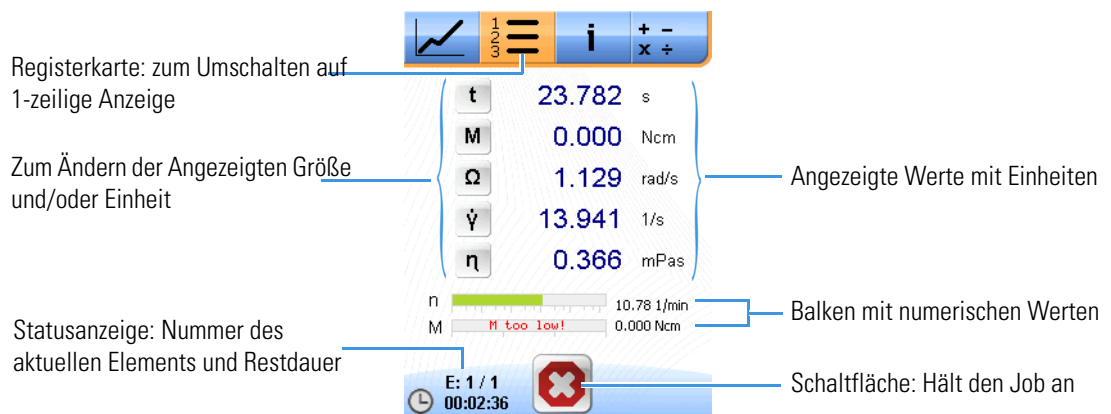 1 2 3
i
+ -
x ÷
Registerkarte: zum Umschalten auf
1-zeilige Anzeige
t 23.782 s
M 0.000 Ncm
Zum Ändern der Angezeigten Größe
und/oder Einheit
Ω 1.129 rad/s
Angezeigte Werte mit Einheiten
γ̇ 13.941 1/s
η 0.366 mPas
n 10.78 1/min
Balken mit numerischen Werten
M M too low! 0.000 Ncm
Statusanzeige: Nummer des
aktuellen Elements und Restdauer
E: 1 / 1
00:02:36
Schaltfläche: Hält den Job an